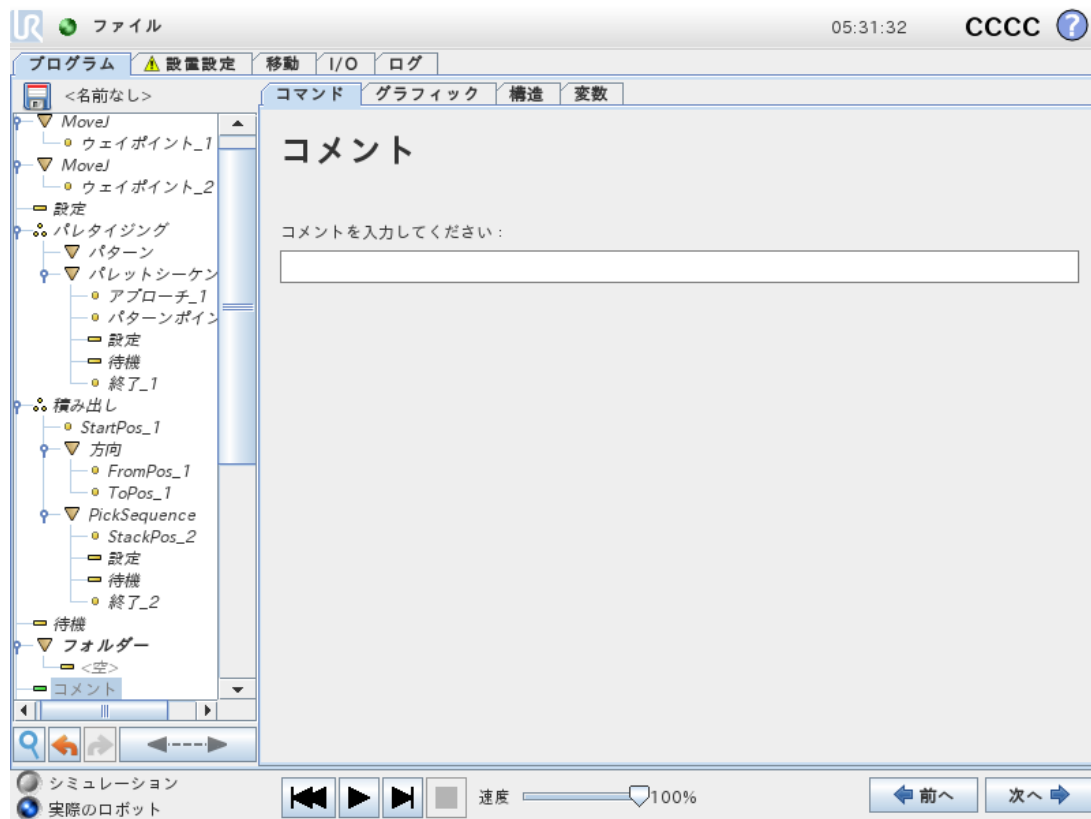 UR ファイル 05:31:32 CCCC ?
プログラム 設置設定 移動 I/O ログ
<名前なし>
コマンド グラフィック 構造 変数
MoveJ
ウェイポイント_1
MoveJ
ウェイポイント_2
設定
パレタイジング
パターン
パレットシーケン
アプローチ_1
パターンポイン
設定
待機
終了_1
積み出し
StartPos_1
方向
FromPos_1
ToPos_1
PickSequence
StackPos_2
設定
待機
終了_2
待機
フォルダー
<空>
コメント
コメント
コメントを入力してください :
シミュレーション
実際のロボット
速度 100%
前へ 次へ